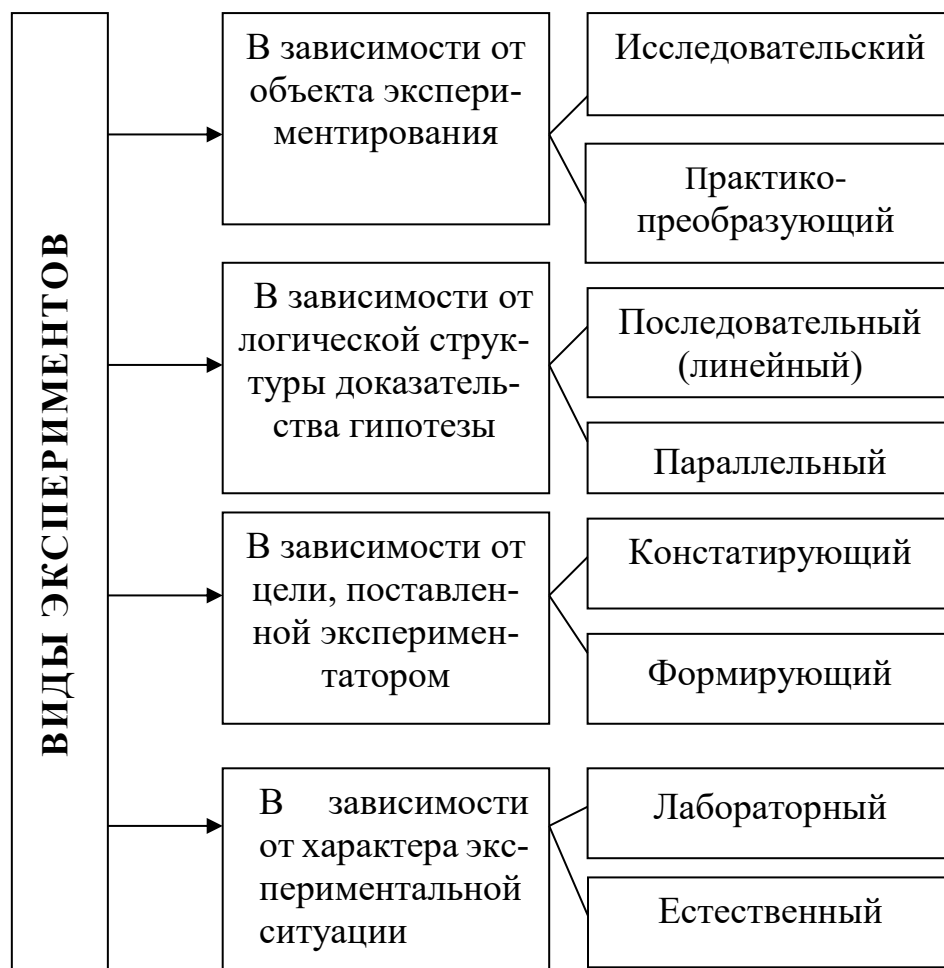 ВИДЫ ЭКСПЕРИМЕНТОВ
В зависимости от
объекта экспери-
ментирования
Исследовательский
Практико-
преобразующий
В зависимости от
логической струк-
туры доказатель-
ства гипотезы
Последовательный
(линейный)
Параллельный
В зависимости от
цели, поставлен-
ной эксперимен-
татором
Констатирующий
Формирующий
В зависимости
от характера экс-
периментальной
ситуации
Лабораторный
Естественный